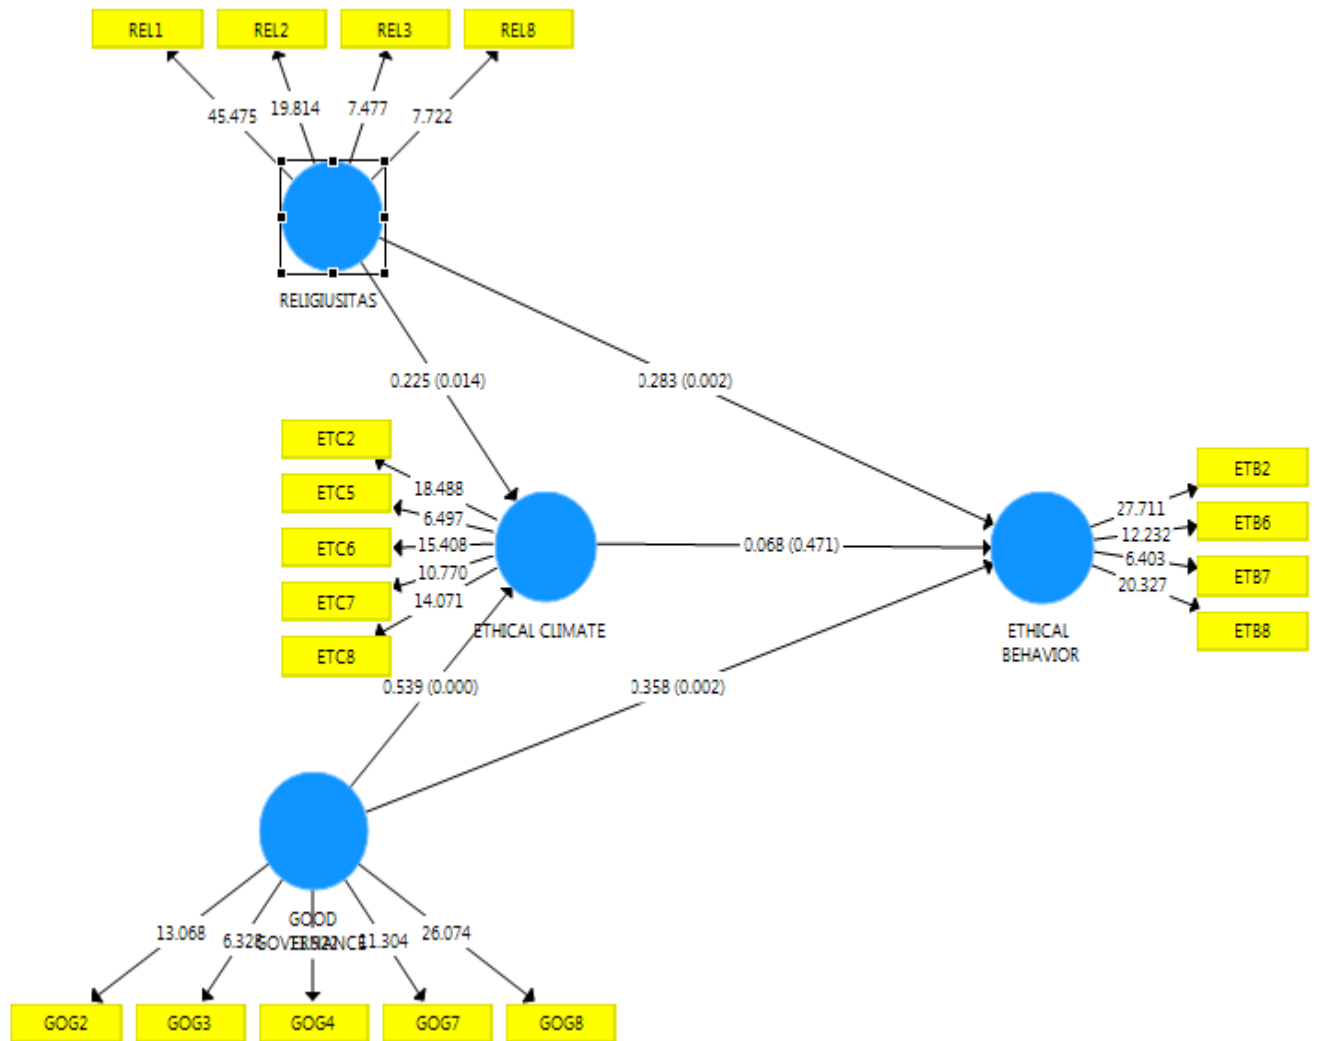 REL1 REL2 REL3 REL8
45.475 19.814 7.477 7.722
RELIGIUSITAS
0.225 (0.014) 0.283 (0.002)
ETC2
ETC5
ETC6
ETC7
ETC8
18.488
6.497
15.408
10.770
14.071
ETHICAL CLIMATE
0.068 (0.471)
ETB2
ETB6
ETB7
ETB8
27.711
12.232
6.403
20.327
ETHICAL
BEHAVIOR
0.539 (0.000) 0.358 (0.002)
GOOD
GOVERNANCE
13.068 6.328 11.304 26.074
GOG2 GOG3 GOG4 GOG7 GOG8